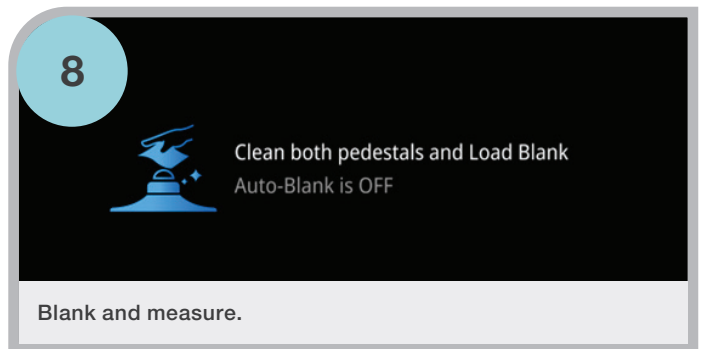 8
Clean both pedestals and Load Blank
Auto-Blank is OFF
Blank and measure.